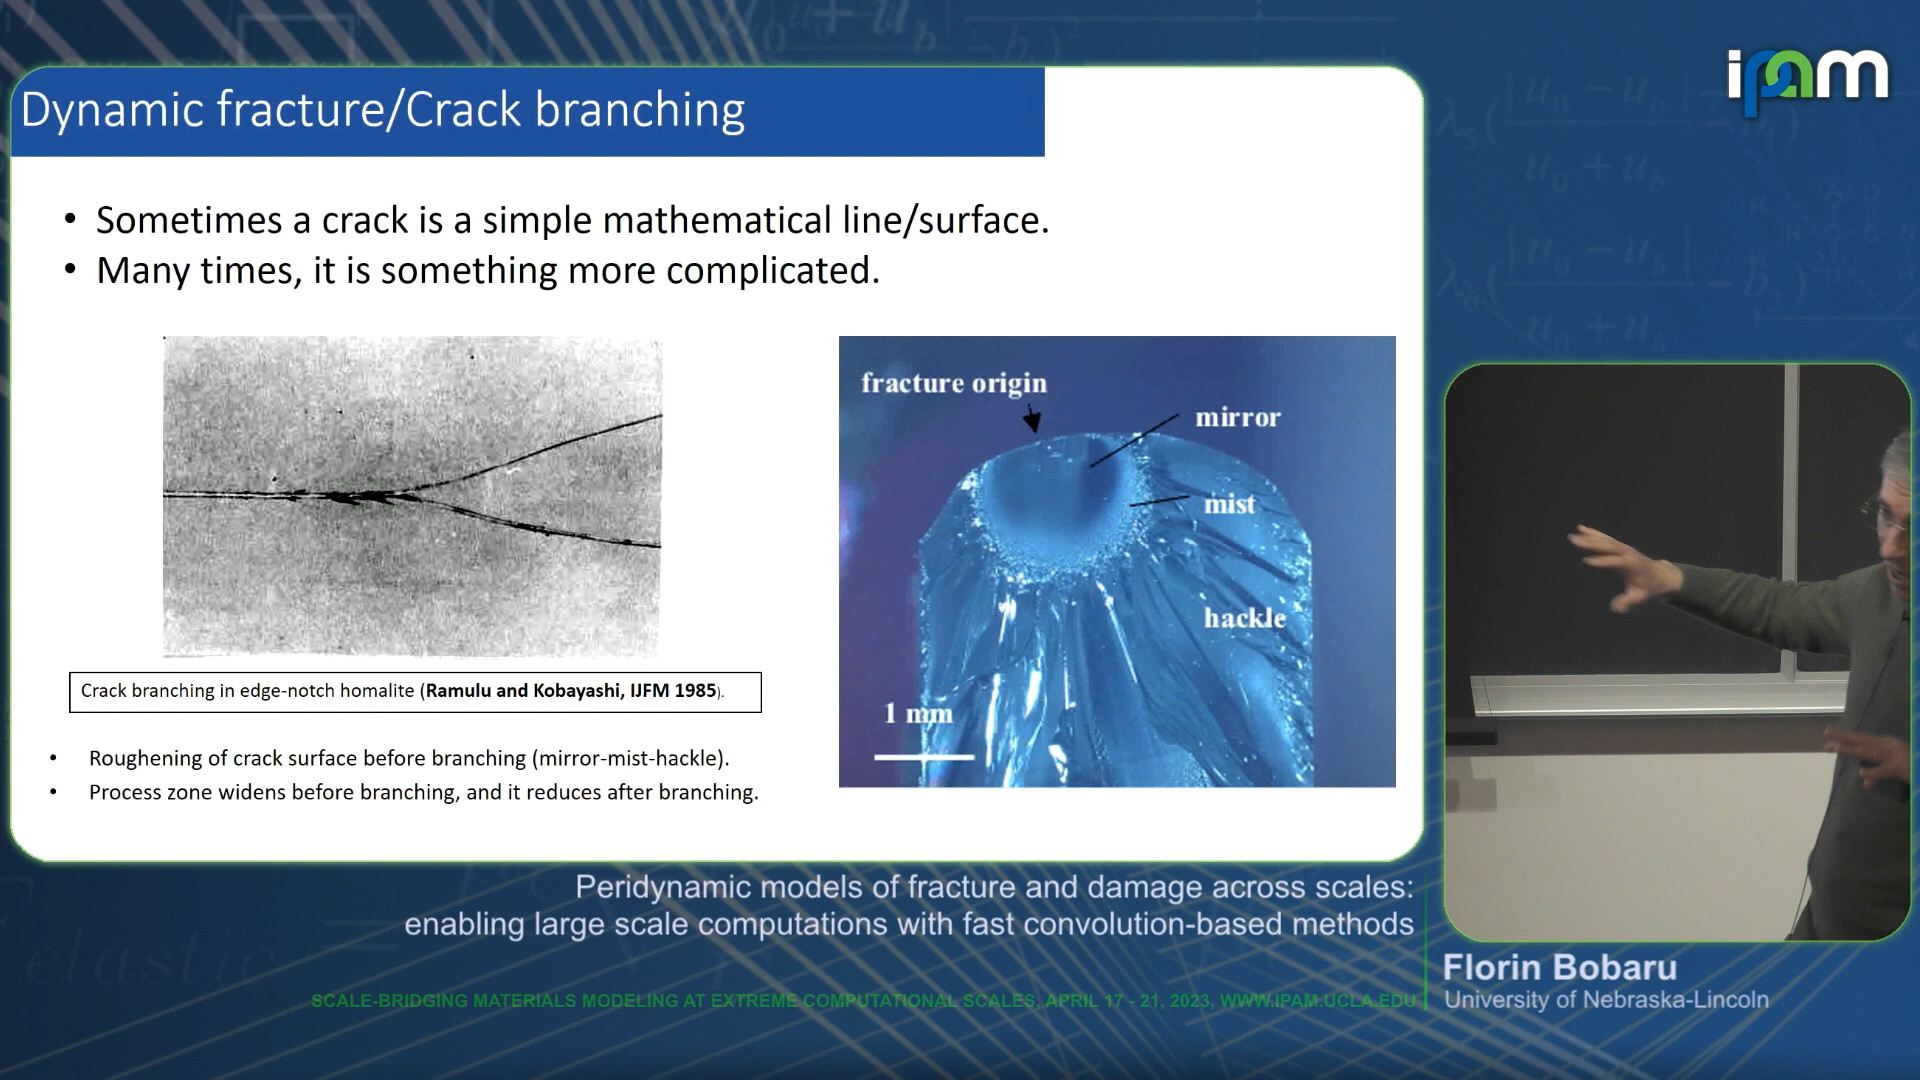 ipam
Dynamic fracture/Crack branching
• Sometimes a crack is a simple mathematical line/surface.
• Many times, it is something more complicated.
fracture origin
mirror
mist
hackle
1 mm
Crack branching in edge-notch homalite (Ramulu and Kobayashi, IJFM 1985).
• Roughening of crack surface before branching (mirror-mist-hackle).
• Process zone widens before branching, and it reduces after branching.
Peridynamic models of fracture and damage across scales:
enabling large scale computations with fast convolution-based methods
SCALE-BRIDGING MATERIALS MODELING AT EXTREME COMPUTATIONAL SCALES, APRIL 17 - 21, 2023, WWW.IPAM.UCLA.EDU
Florin Bobaru
University of Nebraska-Lincoln
elastic